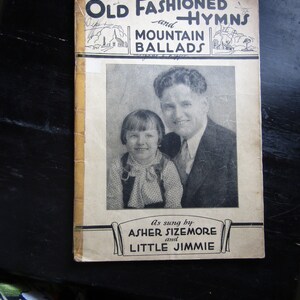 OLD FASHIONED
HYMNS
and
MOUNTAIN
BALLADS
As sung by
ASHER SIZEMORE
and
LITTLE JIMMIE